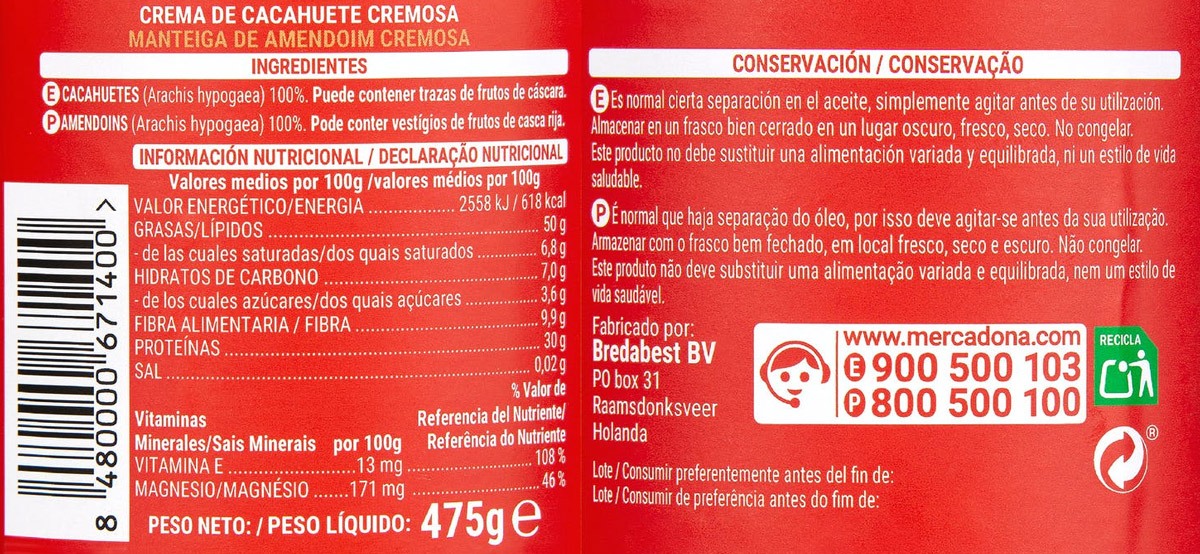 CREMA DE CACAHUETE CREMOSA
MANTEIGA DE AMENDOIM CREMOSA
INGREDIENTES
E CACAHUETES (Arachis hypogaea) 100%. Puede contener trazas de frutos de cáscara.
P AMENDOINS (Arachis hypogaea) 100%. Pode conter vestígios de frutos de casca rija.
INFORMACIÓN NUTRICIONAL / DECLARAÇÃO NUTRICIONAL
Valores medios por 100g /valores médios por 100g
VALOR ENERGÉTICO/ENERGIA .................. 2558 kJ / 618 kcal
GRASAS/LÍPIDOS .................. 50 g
- de las cuales saturadas/dos quais saturados .................. 6,8 g
HIDRATOS DE CARBONO .................. 7,0 g
- de los cuales azúcares/dos quais açúcares .................. 3,6 g
FIBRA ALIMENTARIA / FIBRA .................. 9,9 g
PROTEÍNAS .................. 30 g
SAL .................. 0,02 g
% Valor de
Vitaminas Referencia del Nutriente/
Minerales/Sais Minerais por 100g Referência do Nutriente
VITAMINA E .................. 13 mg .................. 108 %
MAGNESIO/MAGNÉSIO ...... 171 mg .................. 46 %
PESO NETO: / PESO LÍQUIDO: 475g e
8 480000 671400 >
CONSERVACIÓN / CONSERVAÇÃO
E Es normal cierta separación en el aceite, simplemente agitar antes de su utilización.
Almacenar en un frasco bien cerrado en un lugar oscuro, fresco, seco. No congelar.
Este producto no debe sustituir una alimentación variada y equilibrada, ni un estilo de vida
saludable.
P É normal que haja separação do óleo, por isso deve agitar-se antes da sua utilização.
Armazenar com o frasco bem fechado, em local fresco, seco e escuro. Não congelar.
Este produto não deve substituir uma alimentação variada e equilibrada, nem um estilo de
vida saudável.
Fabricado por:
Bredabest BV
PO box 31
Raamsdonksveer
Holanda
www.mercadona.com
E 900 500 103
P 800 500 100
RECICLA
®
Lote / Consumir preferentemente antes del fin de:
Lote / Consumir de preferência antes do fim de: